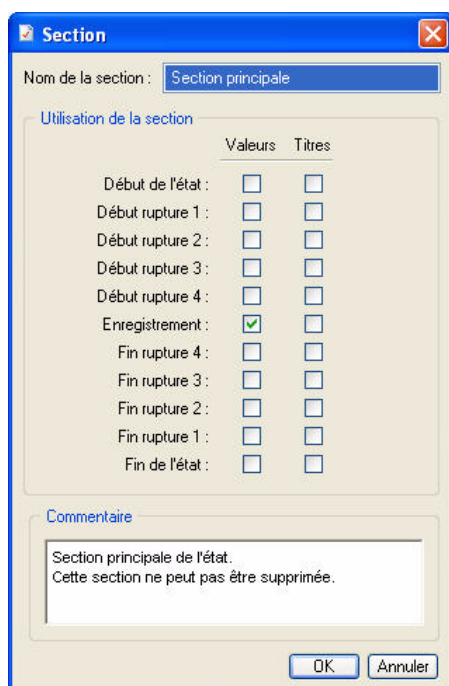 Section
Nom de la section : Section principale
Utilisation de la section
Valeurs Titres
Début de l'état :
Début rupture 1 :
Début rupture 2 :
Début rupture 3 :
Début rupture 4 :
Enregistrement :
Fin rupture 4 :
Fin rupture 3 :
Fin rupture 2 :
Fin rupture 1 :
Fin de l'état :
Commentaire
Section principale de l'état.
Cette section ne peut pas être supprimée.
OK Annuler